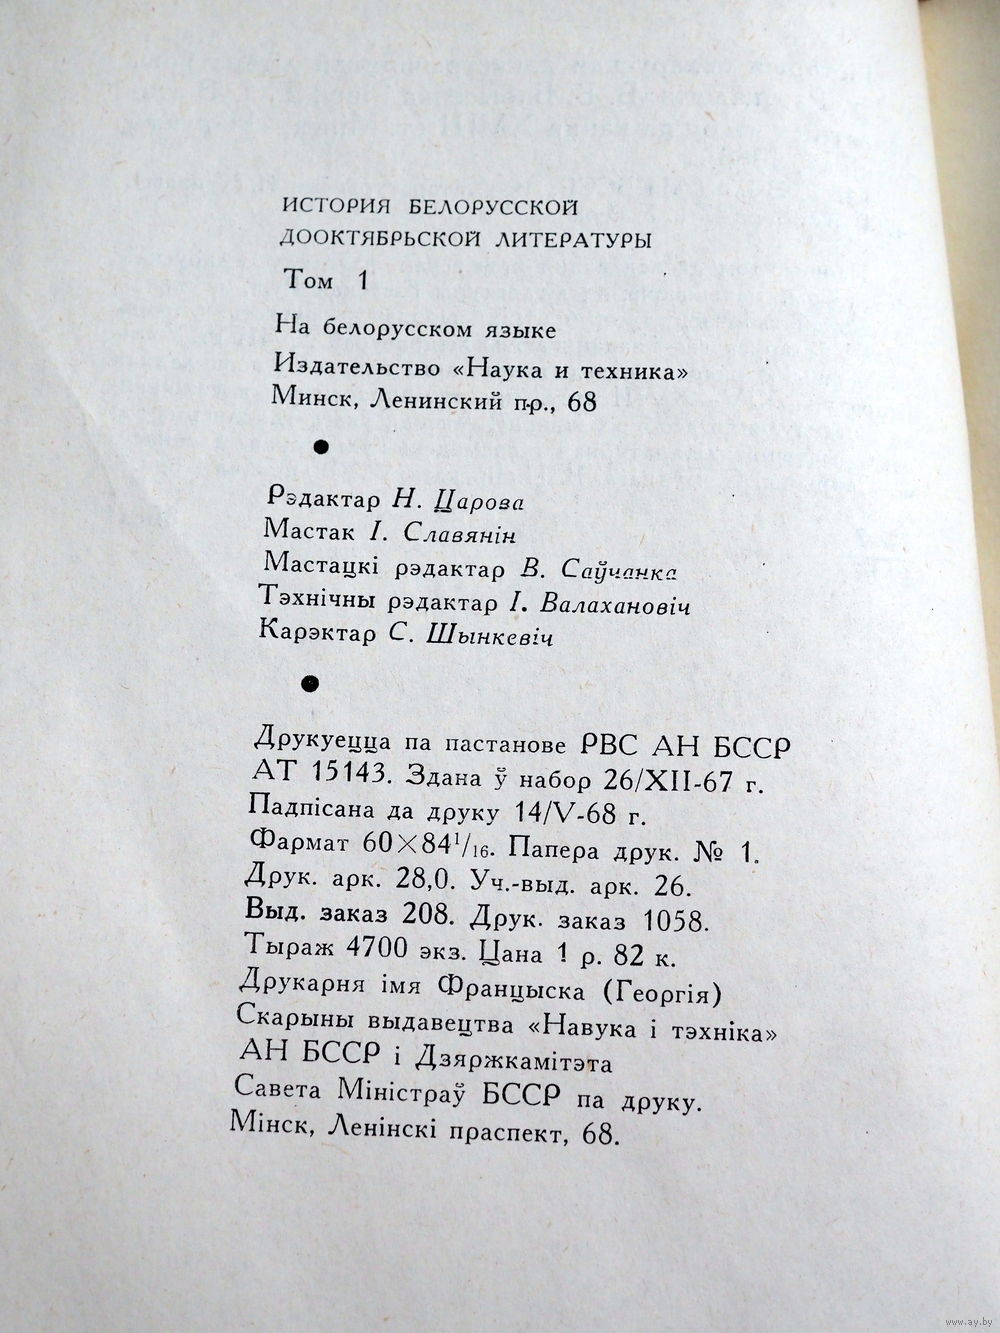 ИСТОРИЯ БЕЛОРУССКОЙ
ДООКТЯБРЬСКОЙ ЛИТЕРАТУРЫ
Том 1
На белорусском языке
Издательство «Наука и техника»
Минск, Ленинский пр., 68
●
Рэдактар Н. Царова
Мастак І. Славянін
Мастацкі рэдактар В. Саўчанка
Тэхнічны рэдактар І. Валахановіч
Карэктар С. Шынкевіч
●
Друкуецца па пастанове РВС АН БССР
АТ 15143. Здана ў набор 26/XII-67 г.
Падпісана да друку 14/V-68 г.
Фармат 60×84¹/₁₆. Папера друк. № 1.
Друк. арк. 28,0. Уч.-выд. арк. 26.
Выд. заказ 208. Друк. заказ 1058.
Тыраж 4700 экз. Цана 1 р. 82 к.
Друкарня імя Францыска (Георгія)
Скарыны выдавецтва «Навука і тэхніка»
АН БССР і Дзяржкамітэта
Савета Міністраў БССР па друку.
Мінск, Ленінскі праспект, 68.
www.ay.by